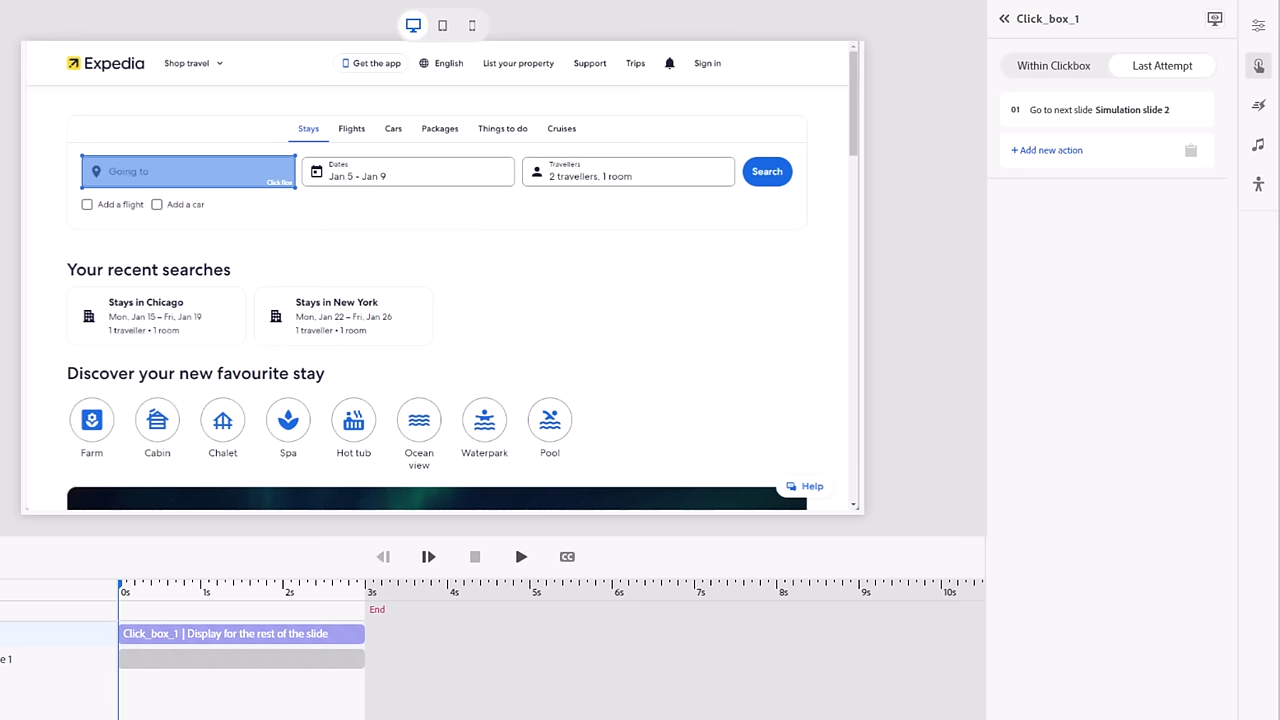 Click_box_1
Within Clickbox
Last Attempt
01 Go to next slide Simulation slide 2
+ Add new action
Expedia
Shop travel
Get the app
English
List your property
Support
Trips
Sign in
Stays
Flights
Cars
Packages
Things to do
Cruises
Going to
Click Box
Dates
Jan 5 - Jan 9
Travellers
2 travellers, 1 room
Search
Add a flight
Add a car
Your recent searches
Stays in Chicago
Mon, Jan 15 – Fri, Jan 19
1 traveller • 1 room
Stays in New York
Mon, Jan 22 – Fri, Jan 26
1 traveller • 1 room
Discover your new favourite stay
Farm
Cabin
Chalet
Spa
Hot tub
Ocean
view
Waterpark
Pool
Help
CC
0s 1s 2s 3s 4s 5s 6s 7s 8s 9s 10s
End
Click_box_1 | Display for the rest of the slide
e 1